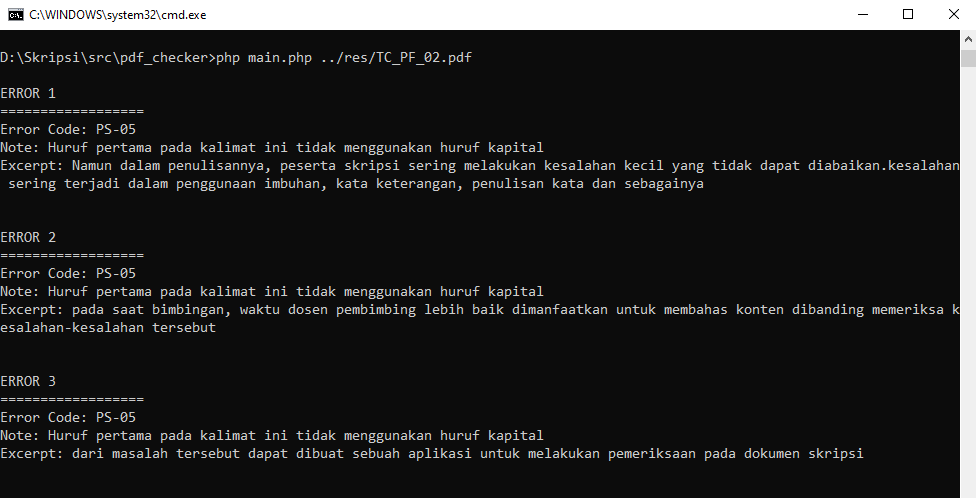 C:\WINDOWS\system32\cmd.exe
D:\Skripsi\src\pdf_checker>php main.php ../res/TC_PF_02.pdf
ERROR 1
==================
Error Code: PS-05
Note: Huruf pertama pada kalimat ini tidak menggunakan huruf kapital
Excerpt: Namun dalam penulisannya, peserta skripsi sering melakukan kesalahan kecil yang tidak dapat diabaikan.kesalahan
sering terjadi dalam penggunaan imbuhan, kata keterangan, penulisan kata dan sebagainya
ERROR 2
==================
Error Code: PS-05
Note: Huruf pertama pada kalimat ini tidak menggunakan huruf kapital
Excerpt: pada saat bimbingan, waktu dosen pembimbing lebih baik dimanfaatkan untuk membahas konten dibanding memeriksa k
esalahan-kesalahan tersebut
ERROR 3
==================
Error Code: PS-05
Note: Huruf pertama pada kalimat ini tidak menggunakan huruf kapital
Excerpt: dari masalah tersebut dapat dibuat sebuah aplikasi untuk melakukan pemeriksaan pada dokumen skripsi